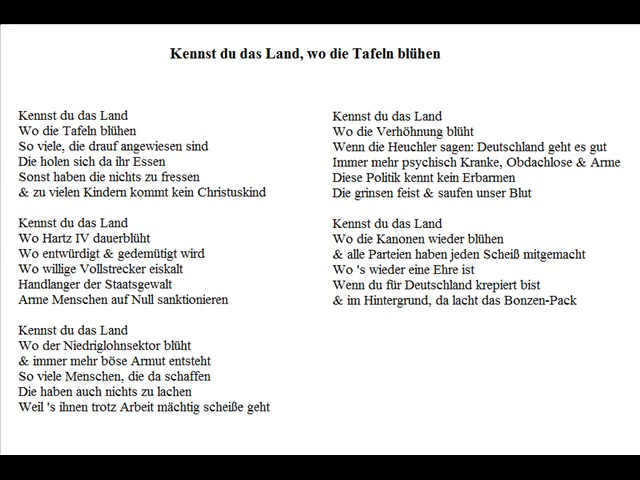 Kennst du das Land, wo die Tafeln blühen
Kennst du das Land
Wo die Tafeln blühen
So viele, die drauf angewiesen sind
Die holen sich da ihr Essen
Sonst haben die nichts zu fressen
& zu vielen Kindern kommt kein Christuskind
Kennst du das Land
Wo Hartz IV dauerblüht
Wo entwürdigt & gedemütigt wird
Wo willige Vollstrecker eiskalt
Handlanger der Staatsgewalt
Arme Menschen auf Null sanktionieren
Kennst du das Land
Wo der Niedriglohnsektor blüht
& immer mehr böse Armut entsteht
So viele Menschen, die da schaffen
Die haben auch nichts zu lachen
Weil 's ihnen trotz Arbeit mächtig scheiße geht
Kennst du das Land
Wo die Verhöhnung blüht
Wenn die Heuchler sagen: Deutschland geht es gut
Immer mehr psychisch Kranke, Obdachlose & Arme
Diese Politik kennt kein Erbarmen
Die grinsen feist & saufen unser Blut
Kennst du das Land
Wo die Kanonen wieder blühen
& alle Parteien haben jeden Scheiß mitgemacht
Wo 's wieder eine Ehre ist
Wenn du für Deutschland krepiert bist
& im Hintergrund, da lacht das Bonzen-Pack